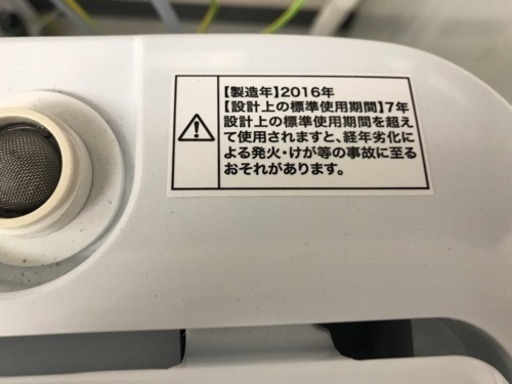 【製造年】2016年
【設計上の標準使用期間】7年
設計上の標準使用期間を超え
て使用されますと、経年劣化に
よる発火・けが等の事故に至る
おそれがあります。